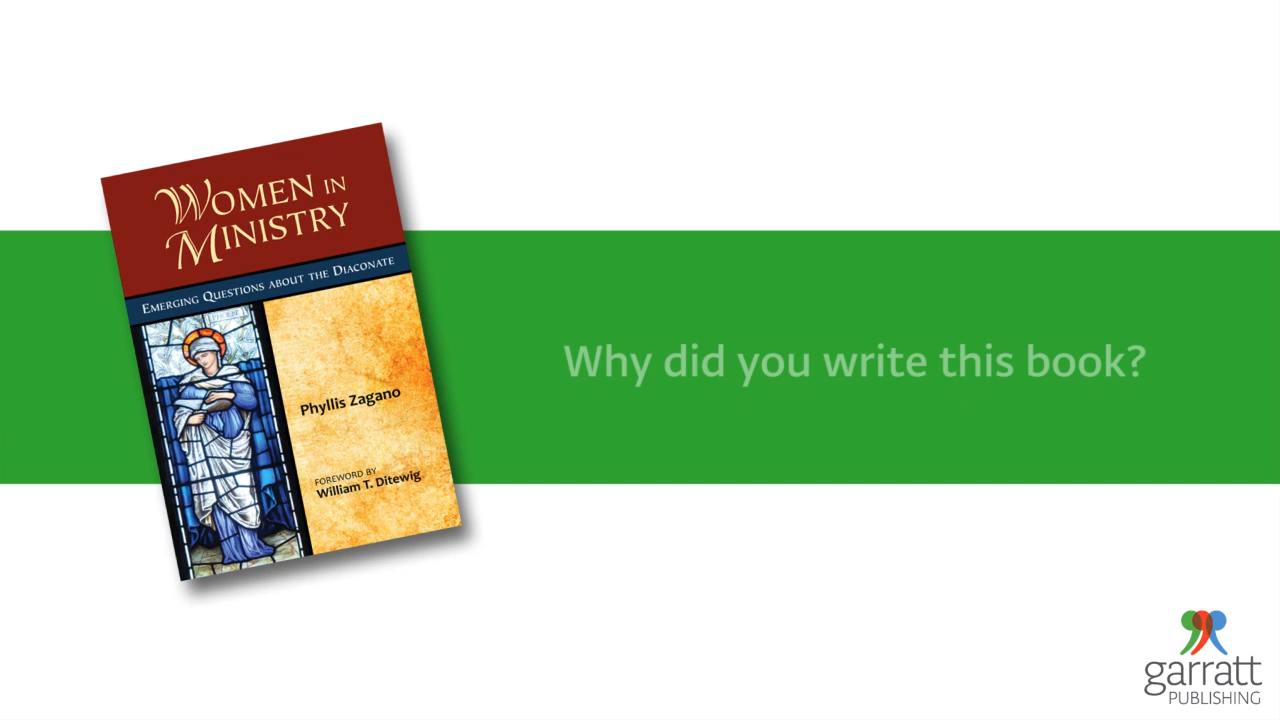 WOMEN IN
MINISTRY
EMERGING QUESTIONS ABOUT THE DIACONATE
PHOEBE
Phyllis Zagano
FOREWORD BY
William T. Ditewig
Why did you write this book?
garratt
PUBLISHING